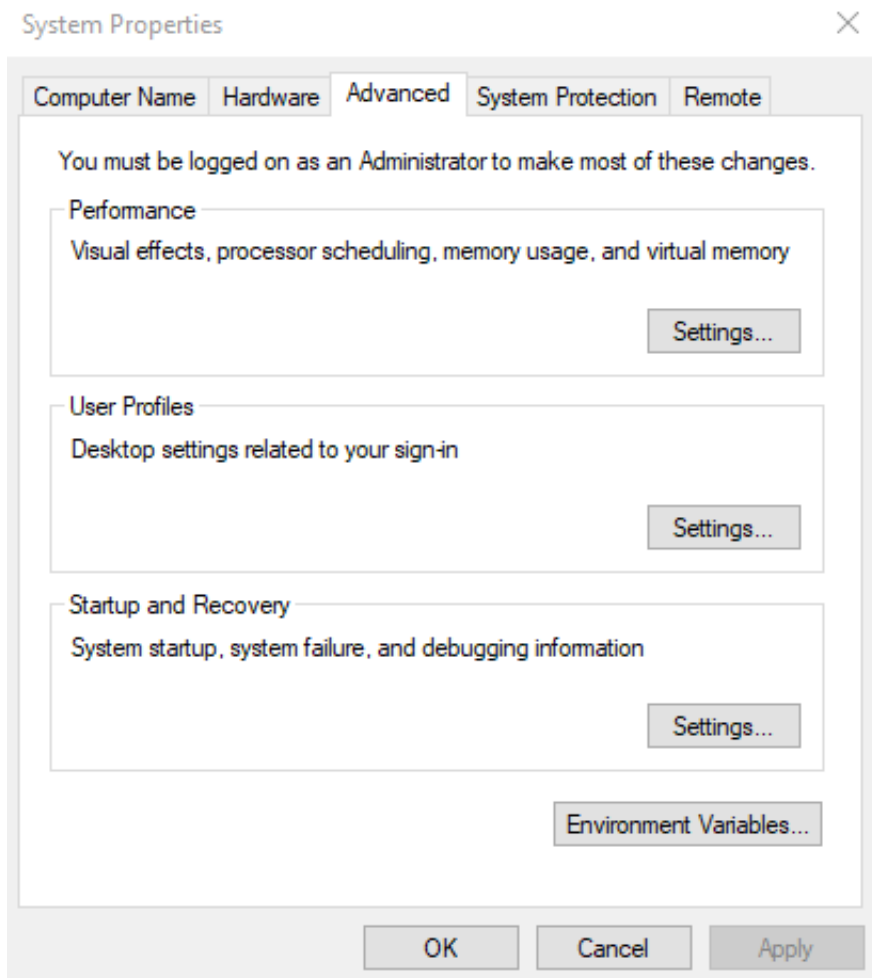 System Properties
Computer Name Hardware Advanced System Protection Remote
You must be logged on as an Administrator to make most of these changes.
Performance
Visual effects, processor scheduling, memory usage, and virtual memory
Settings...
User Profiles
Desktop settings related to your sign-in
Settings...
Startup and Recovery
System startup, system failure, and debugging information
Settings...
Environment Variables...
OK Cancel Apply